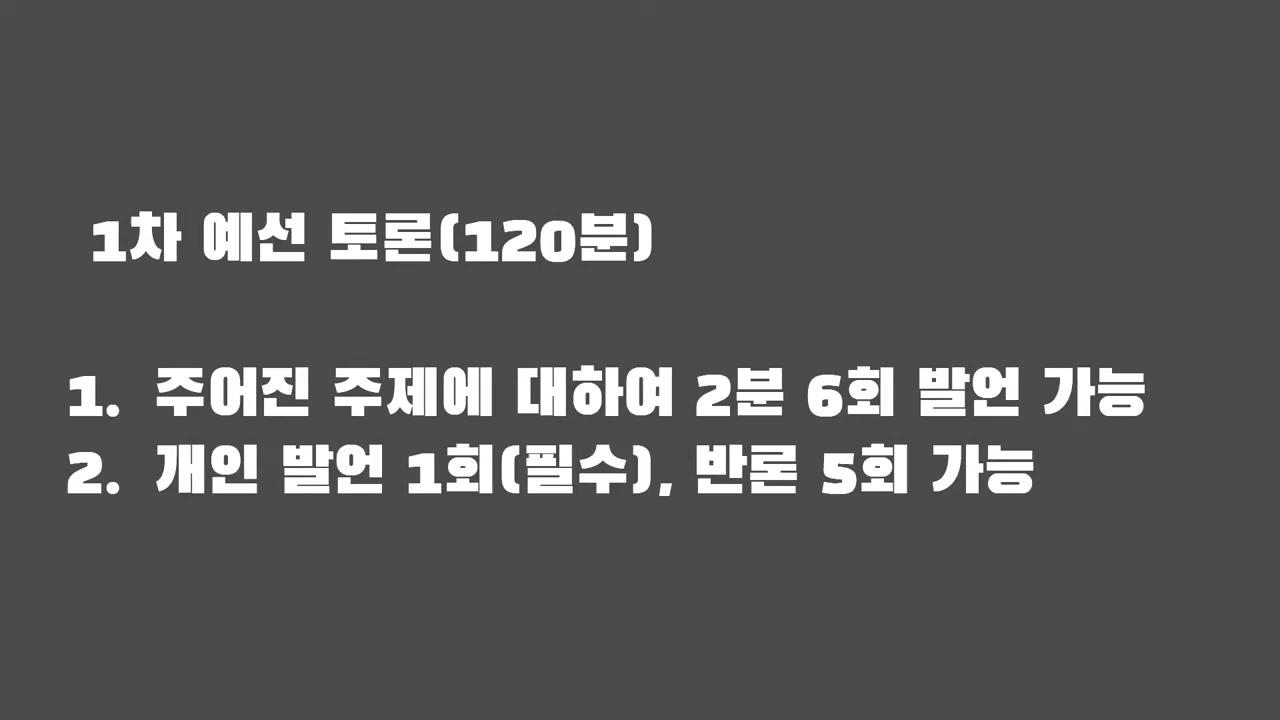 1차 예선 토론(120분)
1. 주어진 주제에 대하여 2분 6회 발언 가능
2. 개인 발언 1회(필수), 반론 5회 가능